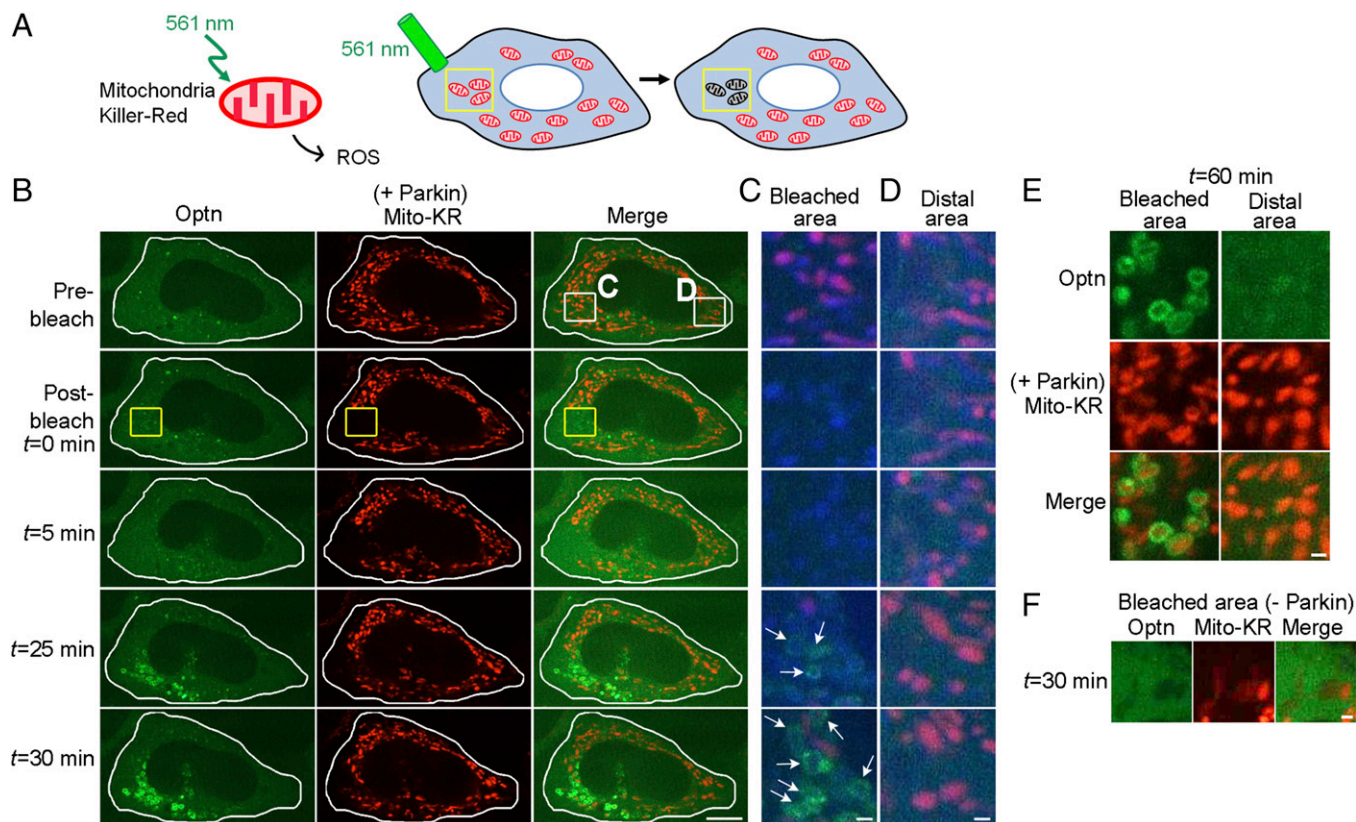 A
561 nm
Mitochondria
Killer-Red
ROS
561 nm
B
Optn
(+ Parkin)
Mito-KR
Merge
C
Bleached
area
D
Distal
area
Pre-
bleach
C
D
Post-
bleach
t=0 min
t=5 min
t=25 min
t=30 min
E
t=60 min
Bleached
area
Distal
area
Optn
(+ Parkin)
Mito-KR
Merge
F
Bleached area (- Parkin)
Optn Mito-KR Merge
t=30 min